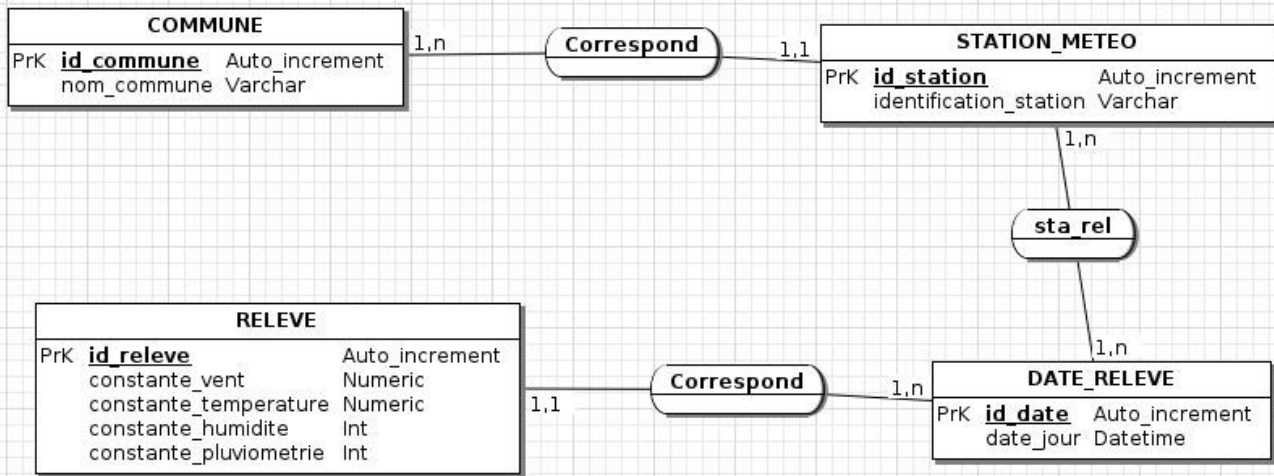 COMMUNE
PrK id_commune Auto_increment
nom_commune Varchar
1,n
Correspond
1,1
STATION_METEO
PrK id_station Auto_increment
identification_station Varchar
1,n
sta_rel
1,n
RELEVE
PrK id_releve Auto_increment
constante_vent Numeric
constante_temperature Numeric
constante_humidite Int
constante_pluviometrie Int
1,1
Correspond
1,n
DATE_RELEVE
PrK id_date Auto_increment
date_jour Datetime